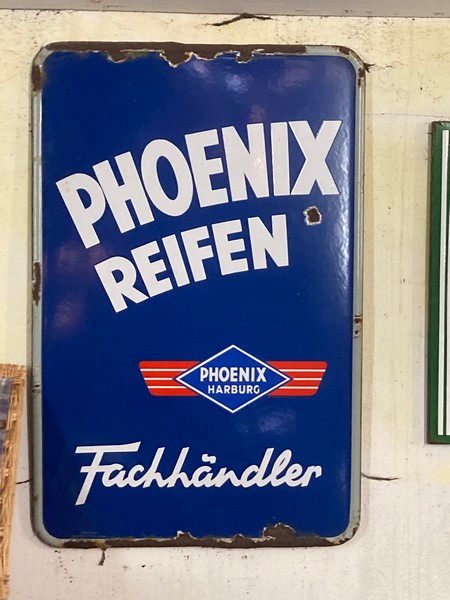 PHOENIX
REIFEN
PHOENIX
HARBURG
Fachhändler